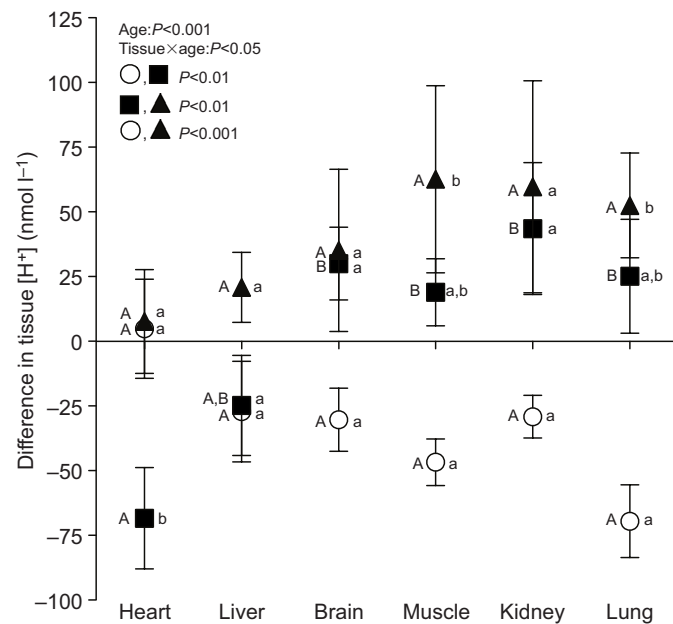 Age:P<0.001
Tissue×age:P<0.05
, P<0.01
, P<0.01
, P<0.001
Difference in tissue [H⁺] (nmol l⁻¹)
125
100
75
50
25
0
–25
–50
–75
–100
A a
A a
A b
A a
A,B a
A a
A a
B a
A a
A b
B a,b
A a
A a
B a
A a
A b
B a,b
A a
Heart Liver Brain Muscle Kidney Lung